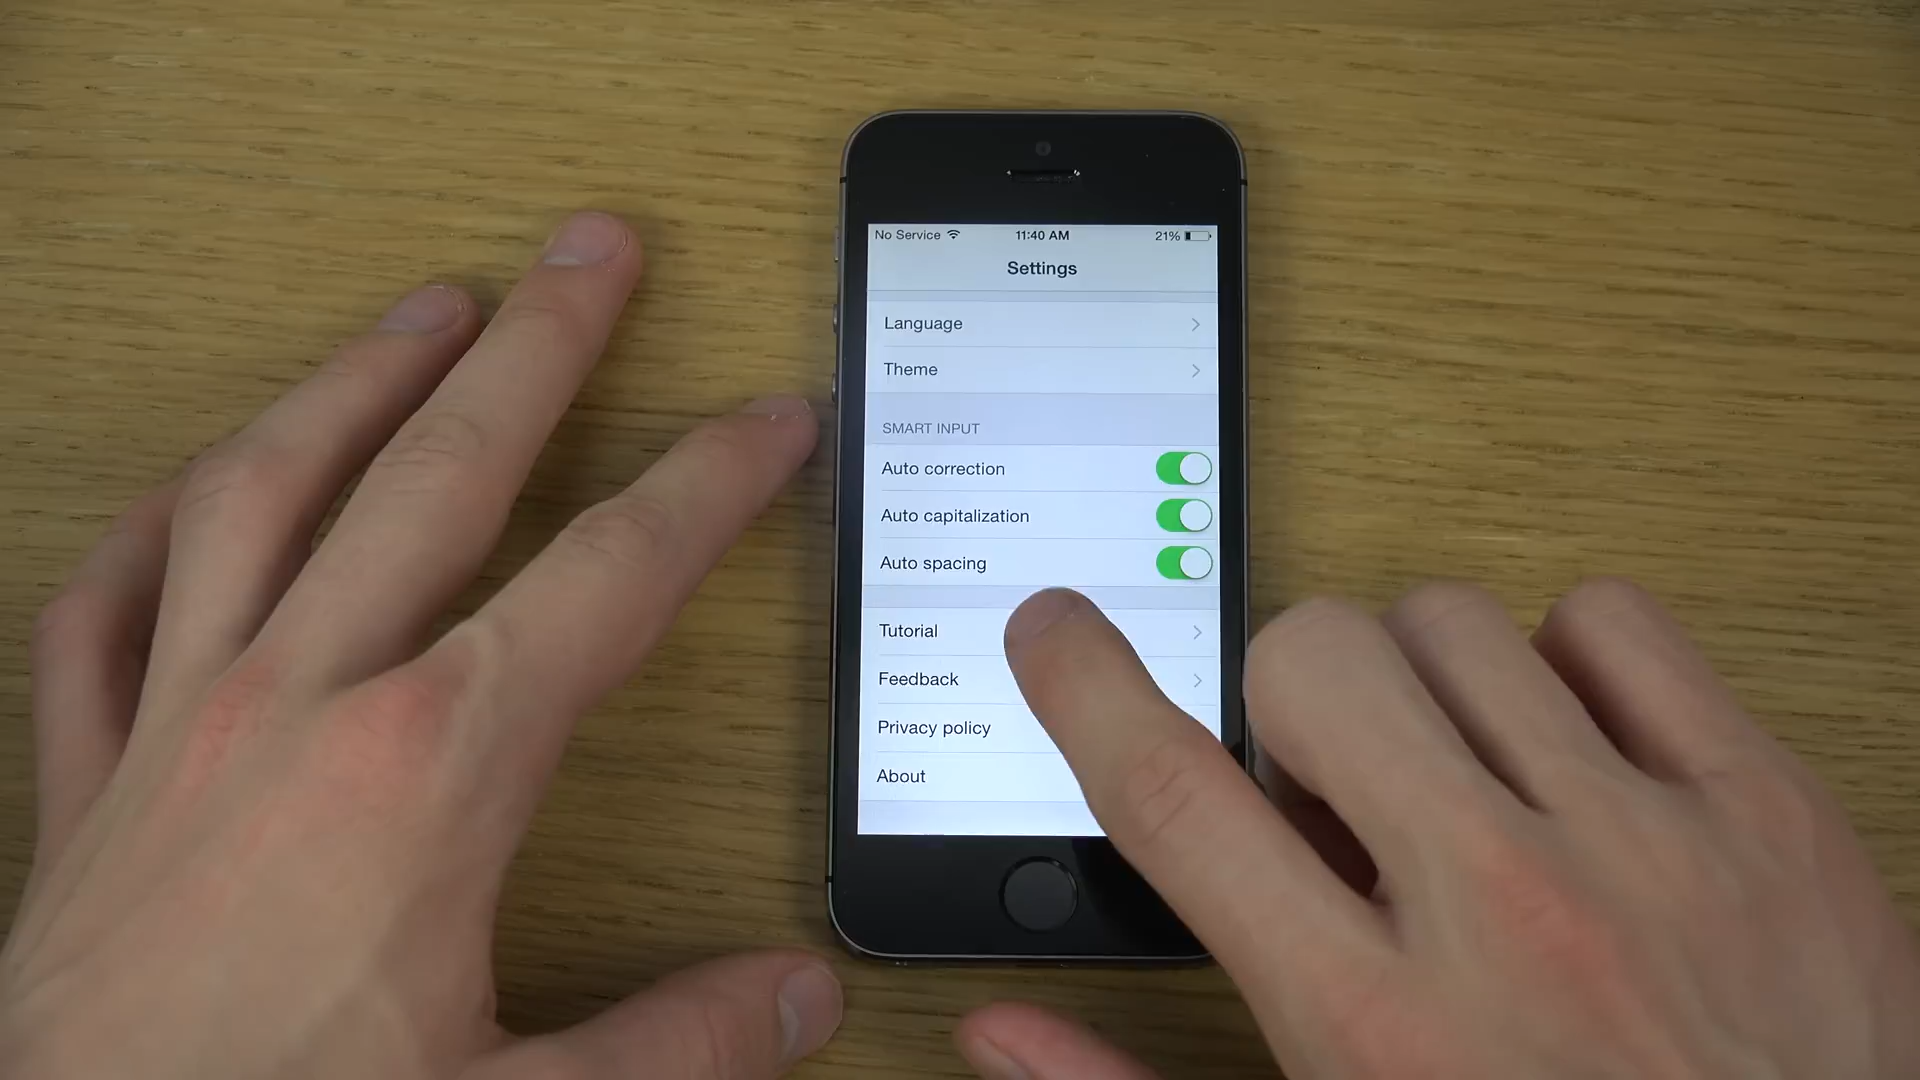 No Service 11:40 AM 21%
Settings
Language
Theme
SMART INPUT
Auto correction
Auto capitalization
Auto spacing
Tutorial
Feedback
Privacy policy
About